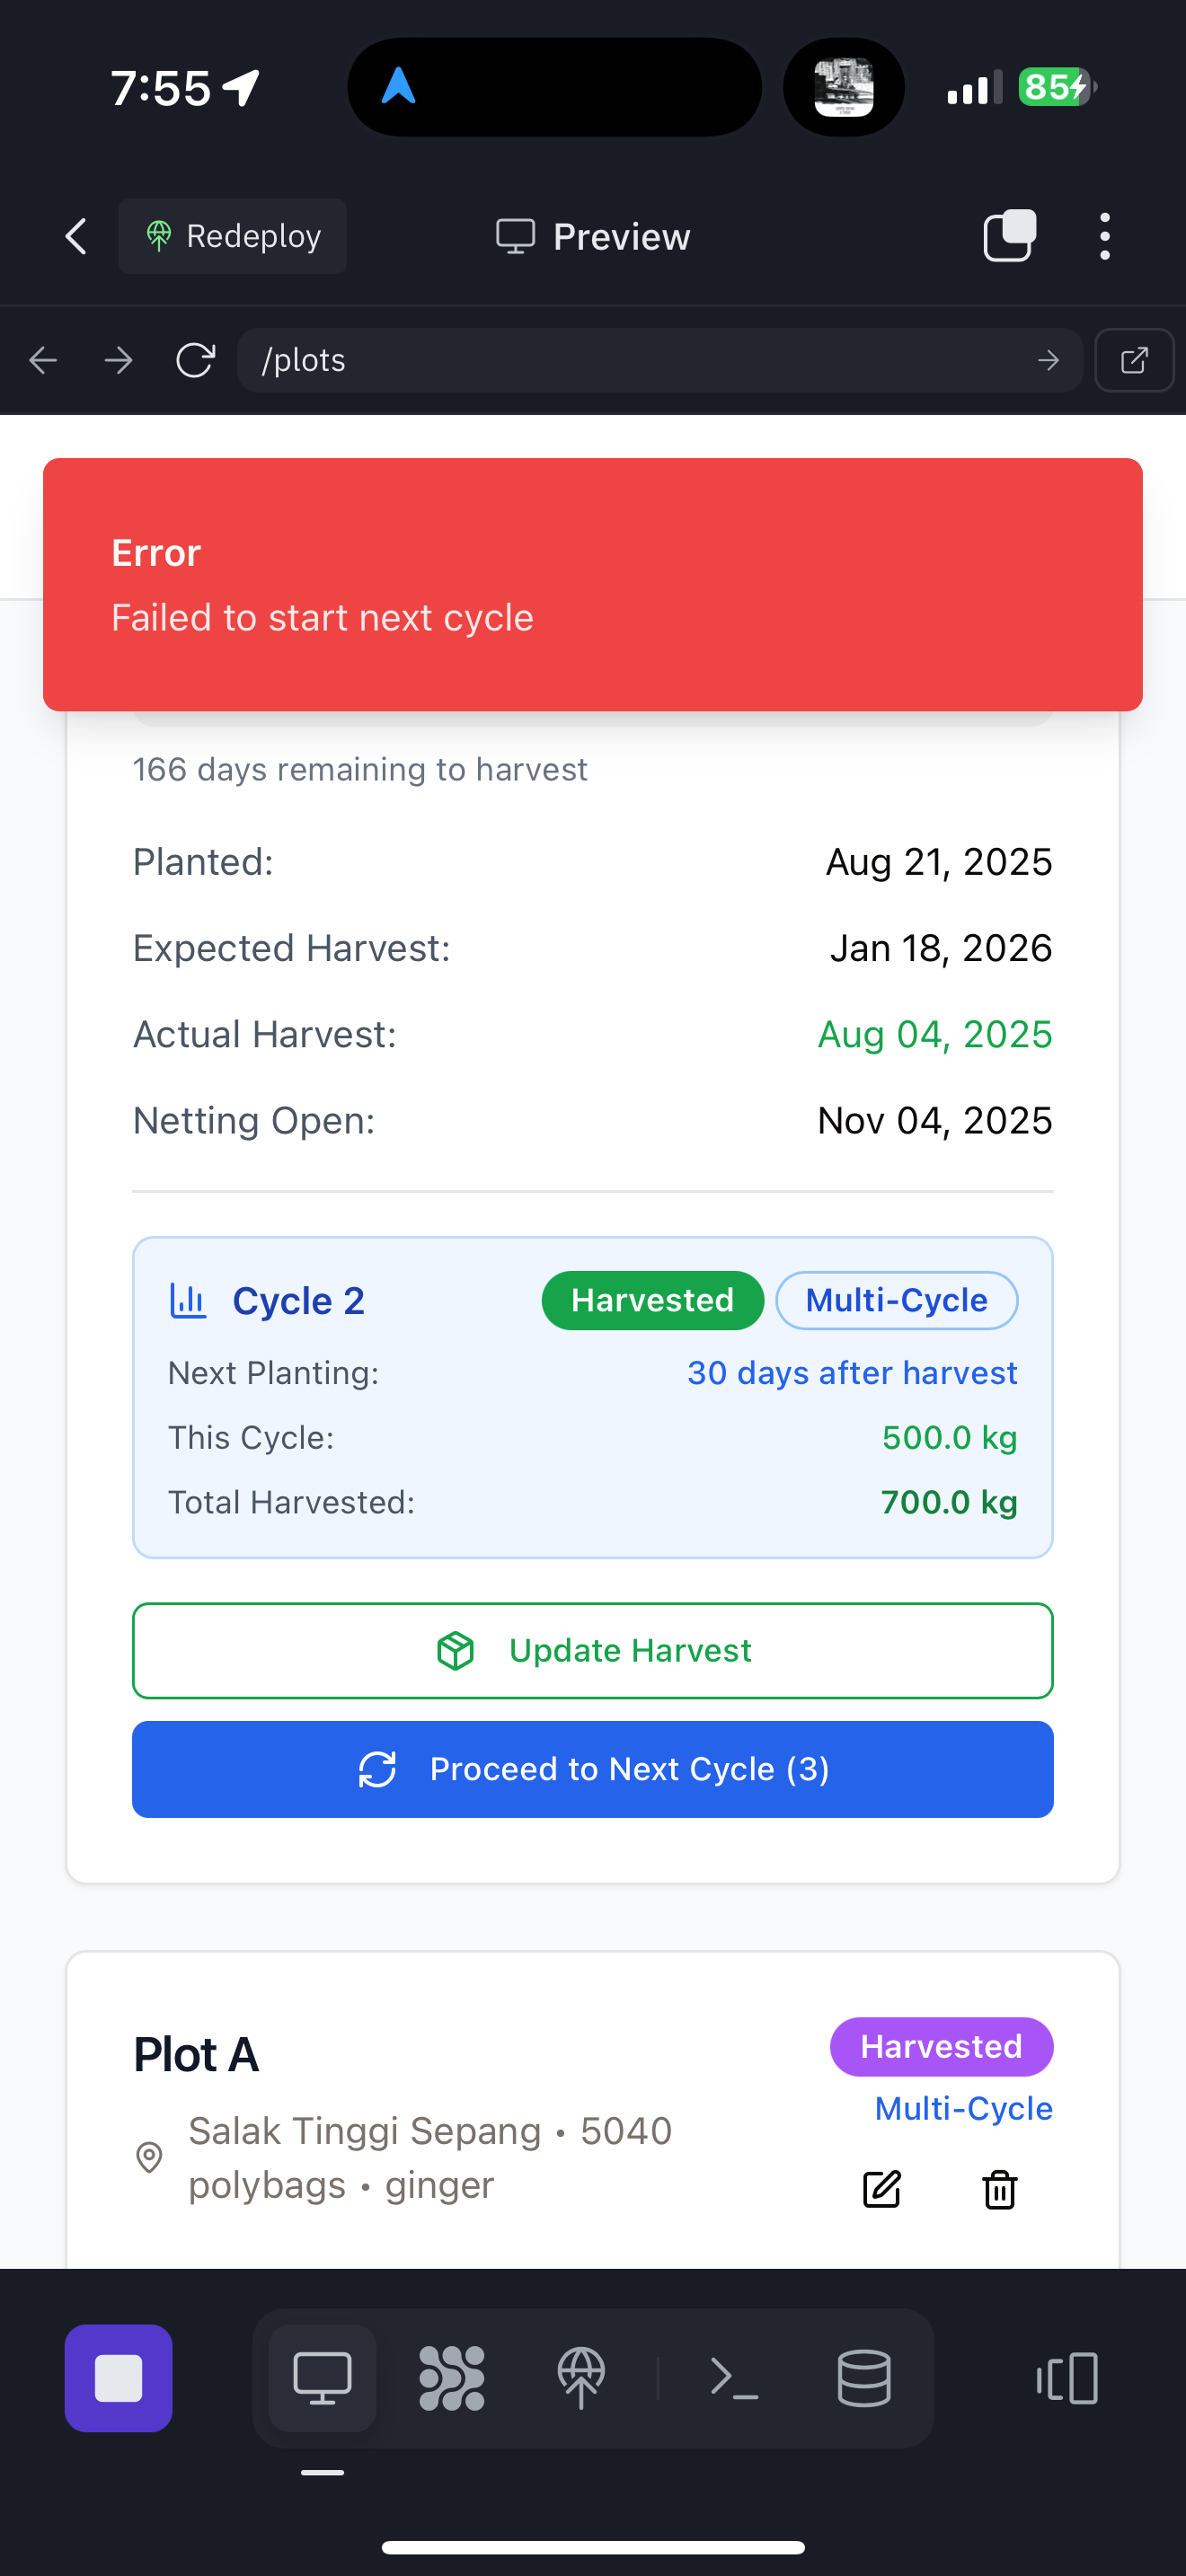 7:55
85
Redeploy
Preview
/plots
Error
Failed to start next cycle
166 days remaining to harvest
Planted: Aug 21, 2025
Expected Harvest: Jan 18, 2026
Actual Harvest: Aug 04, 2025
Netting Open: Nov 04, 2025
Cycle 2 Harvested Multi-Cycle
Next Planting: 30 days after harvest
This Cycle: 500.0 kg
Total Harvested: 700.0 kg
Update Harvest
Proceed to Next Cycle (3)
Plot A Harvested
Multi-Cycle
Salak Tinggi Sepang • 5040
polybags • ginger